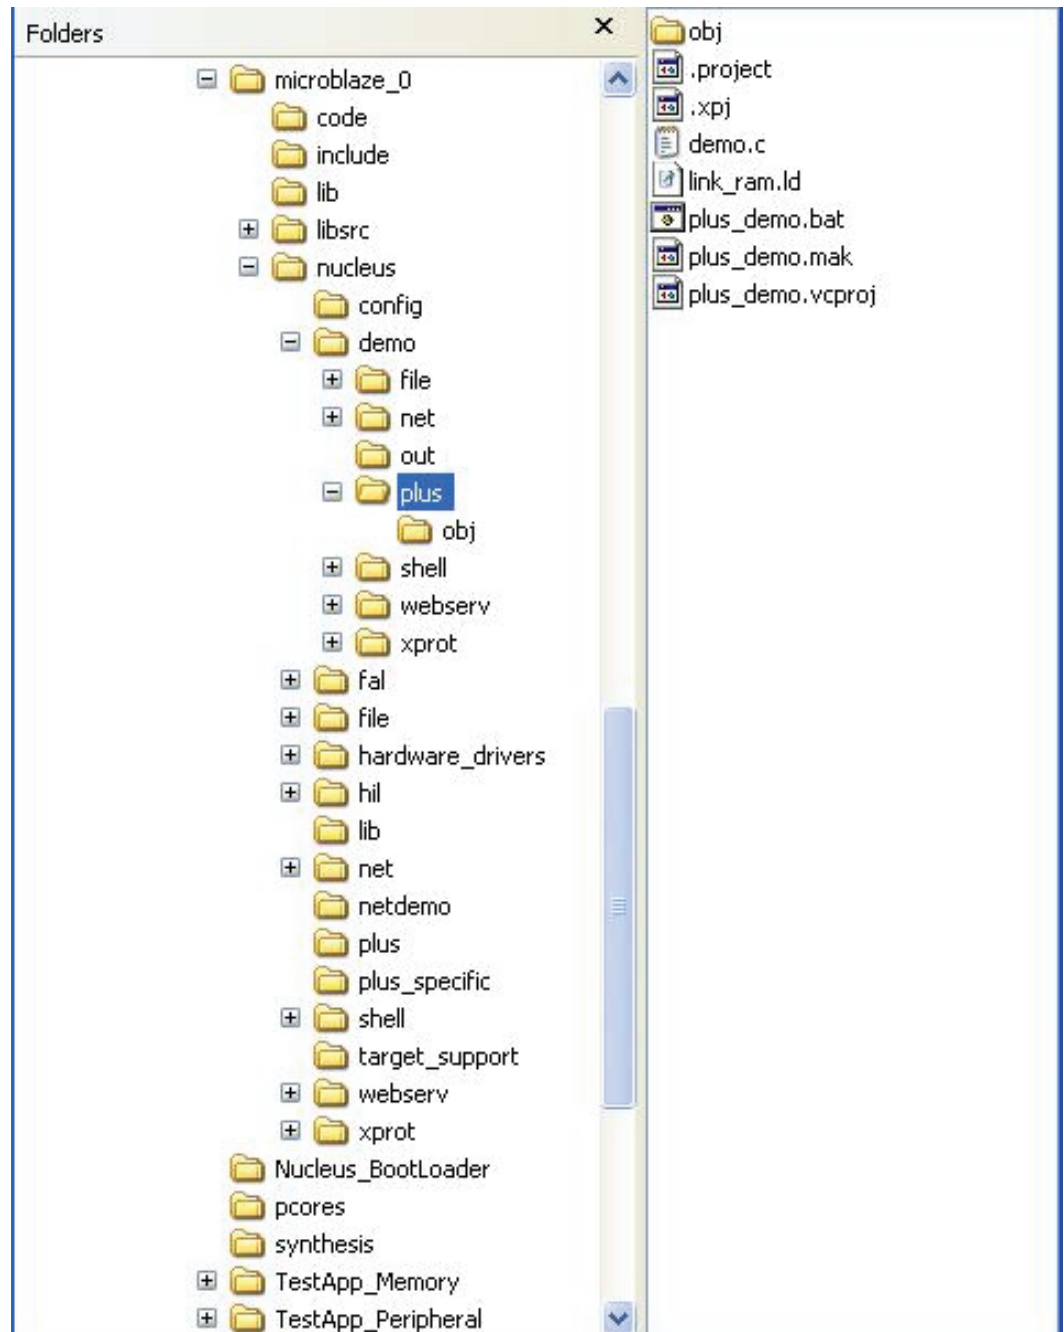 Folders
microblaze_0
code
include
lib
libsrc
nucleus
config
demo
file
net
out
plus
obj
shell
webserv
xprot
fal
file
hardware_drivers
hil
lib
net
netdemo
plus
plus_specific
shell
target_support
webserv
xprot
Nucleus_BootLoader
pcores
synthesis
TestApp_Memory
TestApp_Peripheral
obj
.project
.xpj
demo.c
link_ram.ld
plus_demo.bat
plus_demo.mak
plus_demo.vcproj